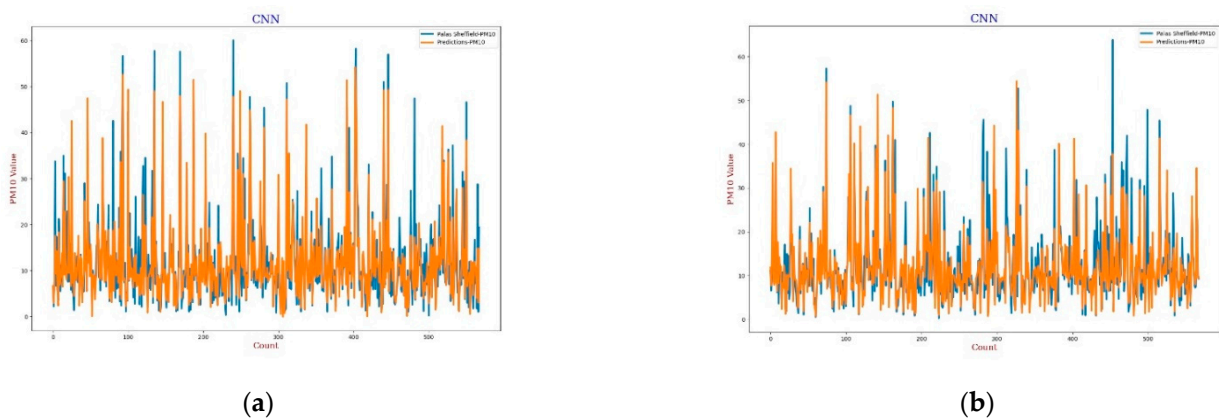 CNN
Palas Sheffield-PM10
Predictions-PM10
60
50
40
30
20
10
0
PM10 Value
0 100 200 300 400 500
Count
(a)
CNN
Palas Sheffield-PM10
Predictions-PM10
60
50
40
30
20
10
0
PM10 Value
0 100 200 300 400 500
Count
(b)